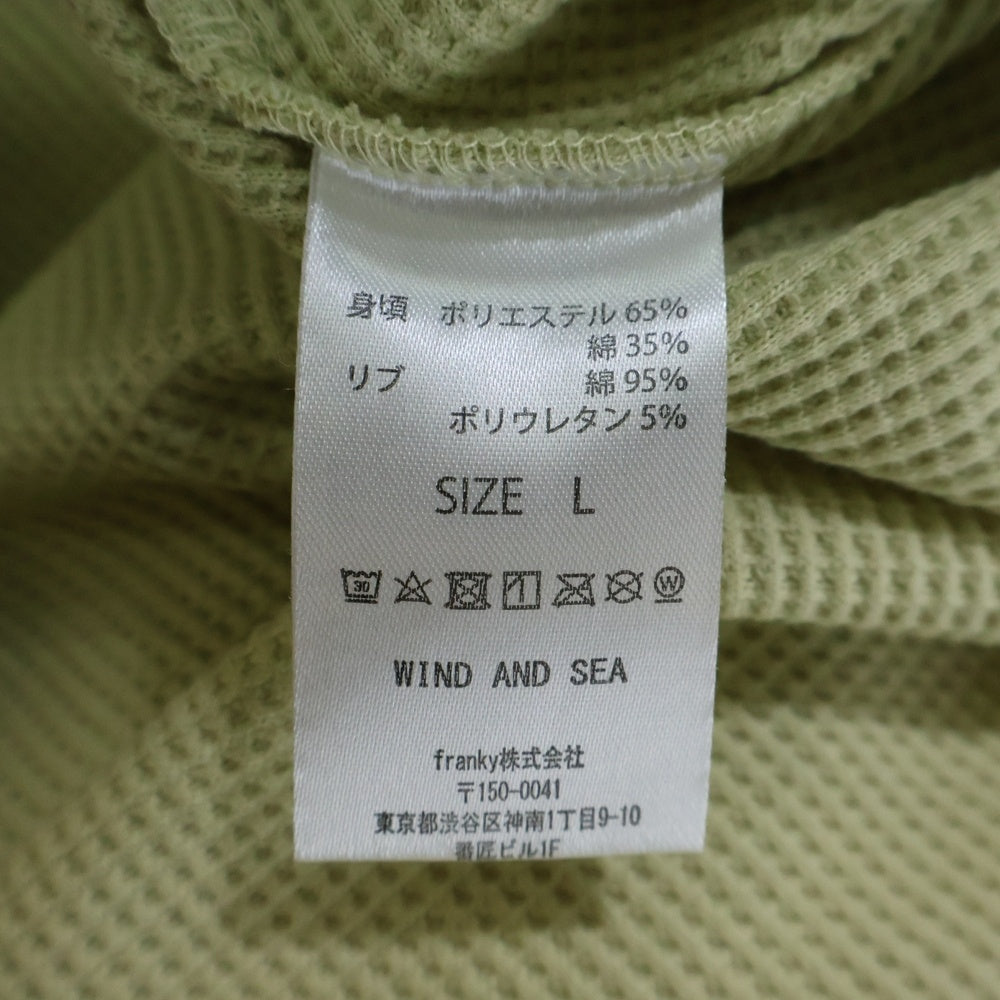 身頃 ポリエステル 65%
綿 35%
リブ 綿 95%
ポリウレタン 5%
SIZE L
30
W
WIND AND SEA
franky株式会社
〒150-0041
東京都渋谷区神南1丁目9-10
番匠ビル1F